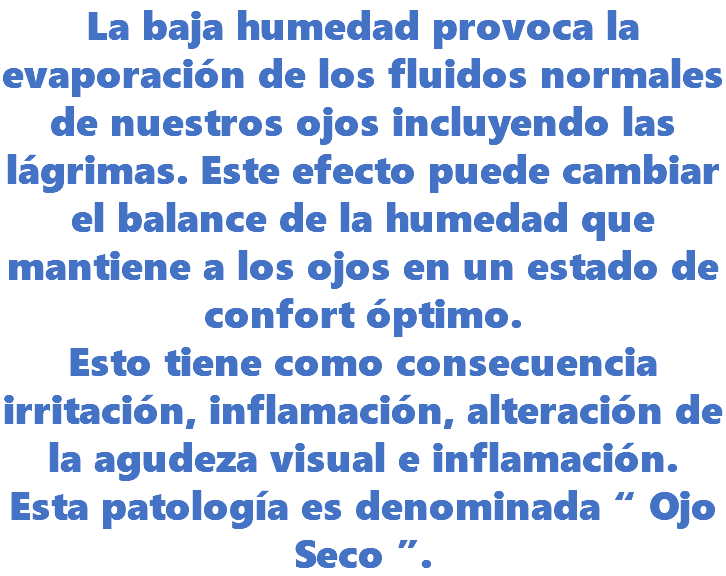 La baja humedad provoca la
evaporación de los fluidos normales
de nuestros ojos incluyendo las
lágrimas. Este efecto puede cambiar
el balance de la humedad que
mantiene a los ojos en un estado de
confort óptimo.
Esto tiene como consecuencia
irritación, inflamación, alteración de
la agudeza visual e inflamación.
Esta patología es denominada “ Ojo
Seco ”.